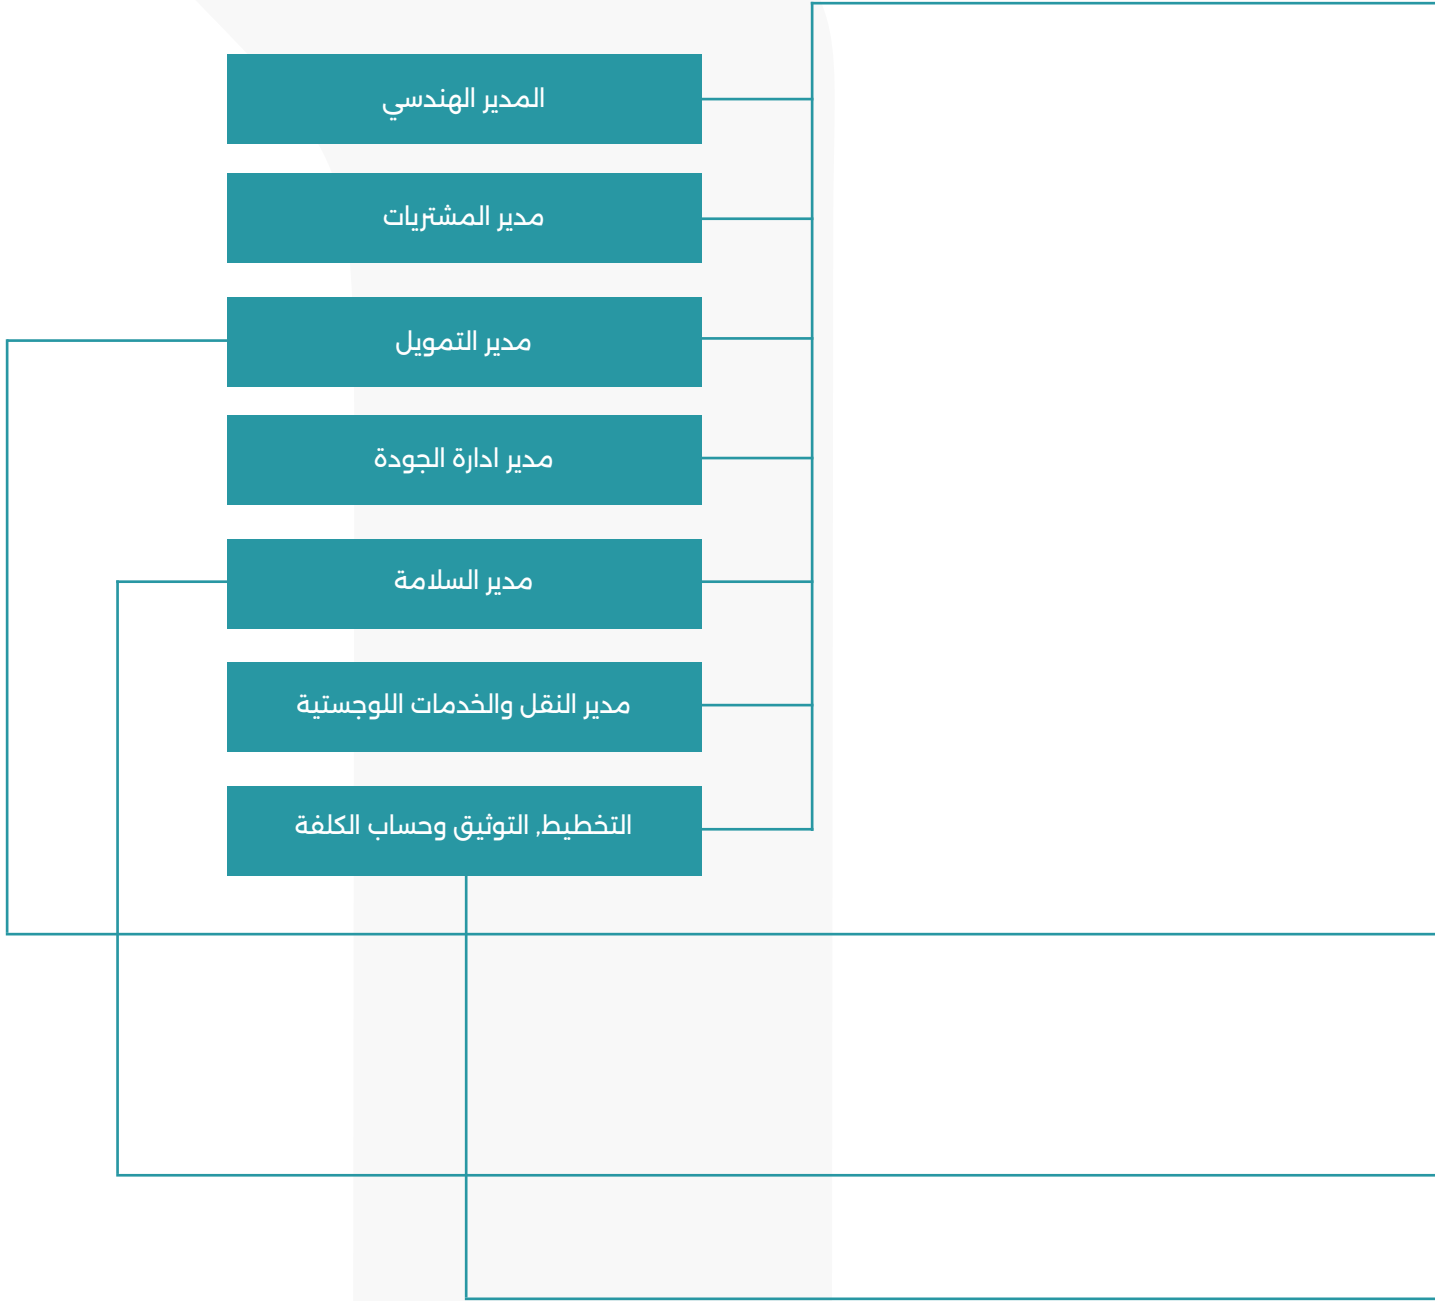 المدير الهندسي
مدير المشتريات
مدير التمويل
مدير ادارة الجودة
مدير السلامة
مدير النقل والخدمات اللوجستية
التخطيط, التوثيق وحساب الكلفة